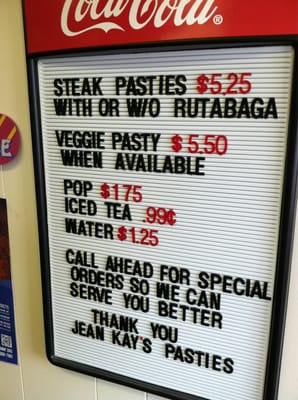 Coca-Cola®
STEAK PASTIES $5.25
WITH OR W/O RUTABAGA
VEGGIE PASTY $5.50
WHEN AVAILABLE
POP $1.75
ICED TEA .99¢
WATER $1.25
CALL AHEAD FOR SPECIAL
ORDERS SO WE CAN
SERVE YOU BETTER
THANK YOU
JEAN KAY'S PASTIES